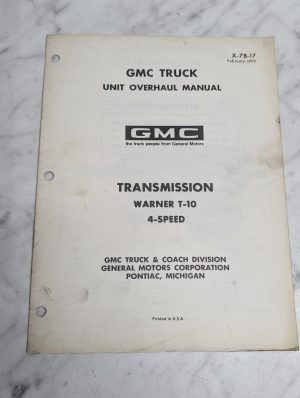 X-7B-17
February 1970
GMC TRUCK
UNIT OVERHAUL MANUAL
GMC
the truck people from General Motors
TRANSMISSION
WARNER T-10
4-SPEED
GMC TRUCK & COACH DIVISION
GENERAL MOTORS CORPORATION
PONTIAC, MICHIGAN
Printed in U.S.A.